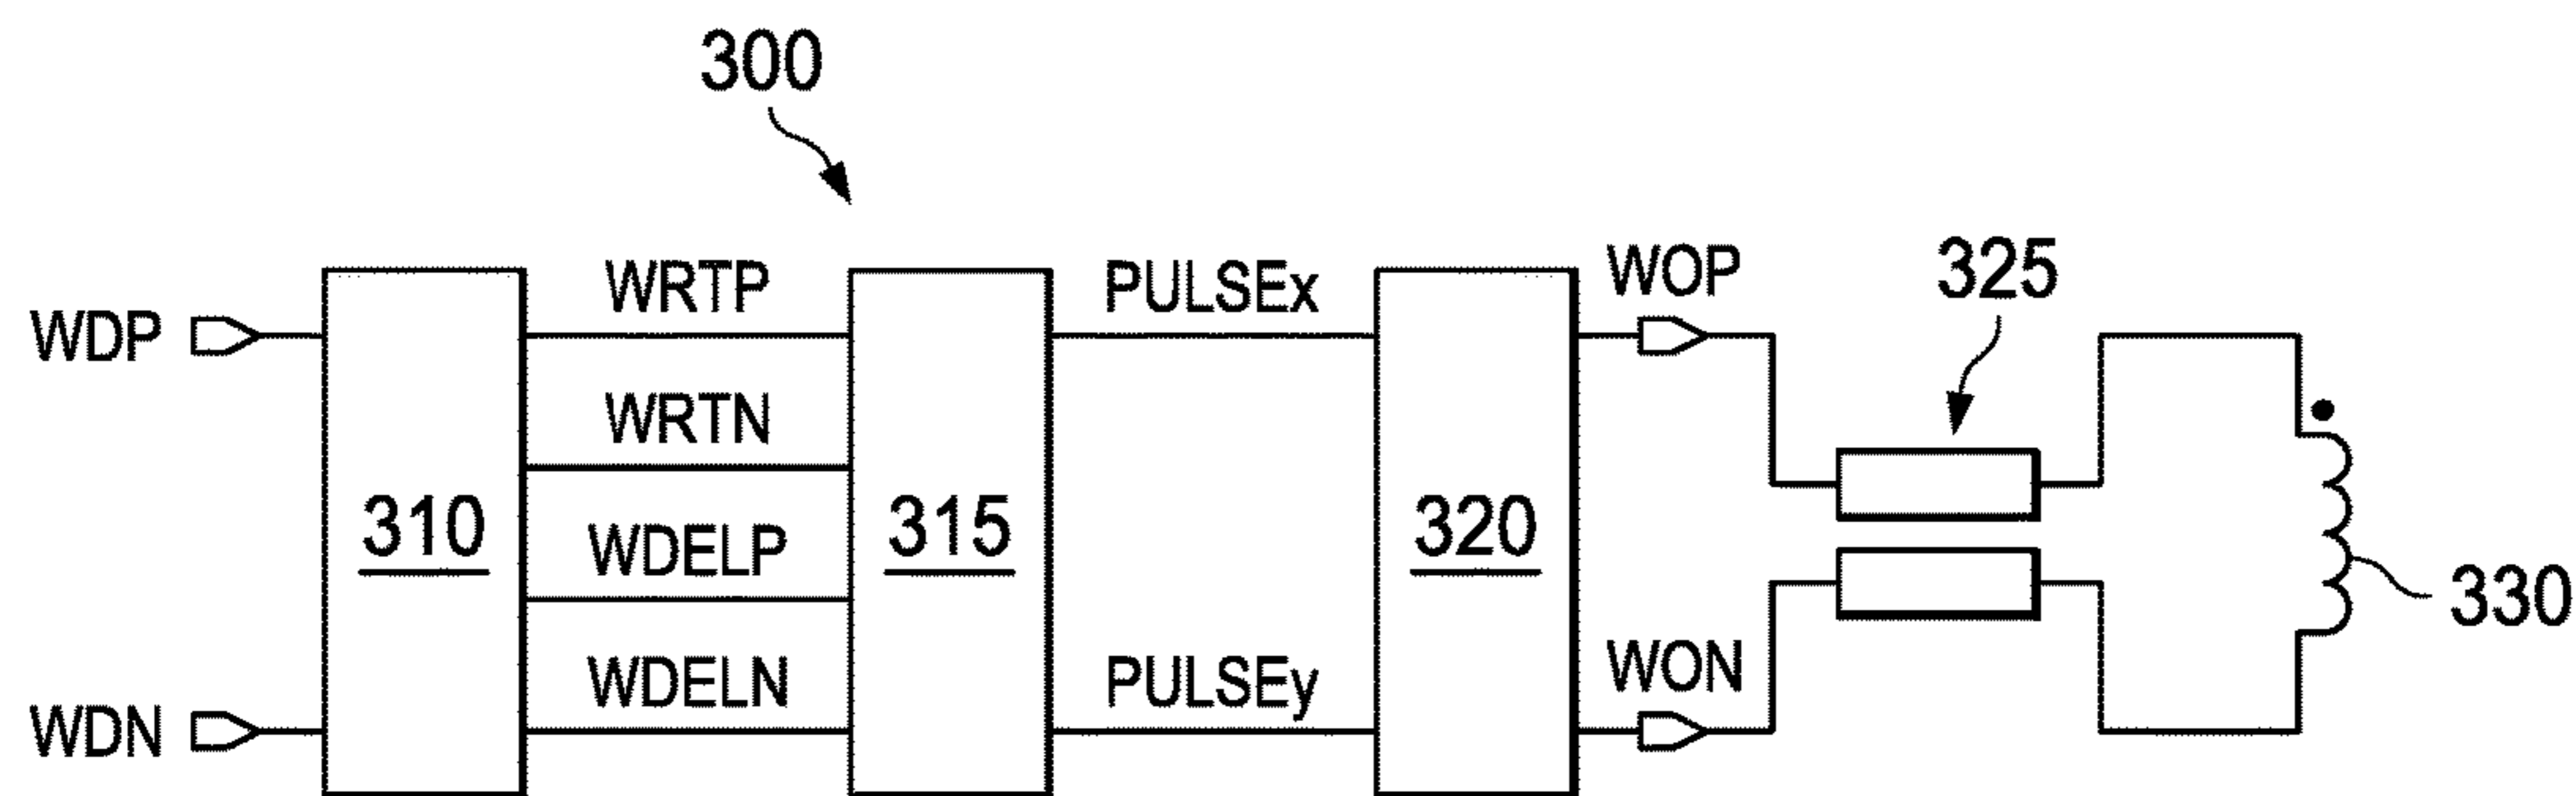 300
WDP
WDN
310
WRTP
WRTN
WDELP
WDELN
315
PULSEx
PULSEy
320
WOP
WON
325
330